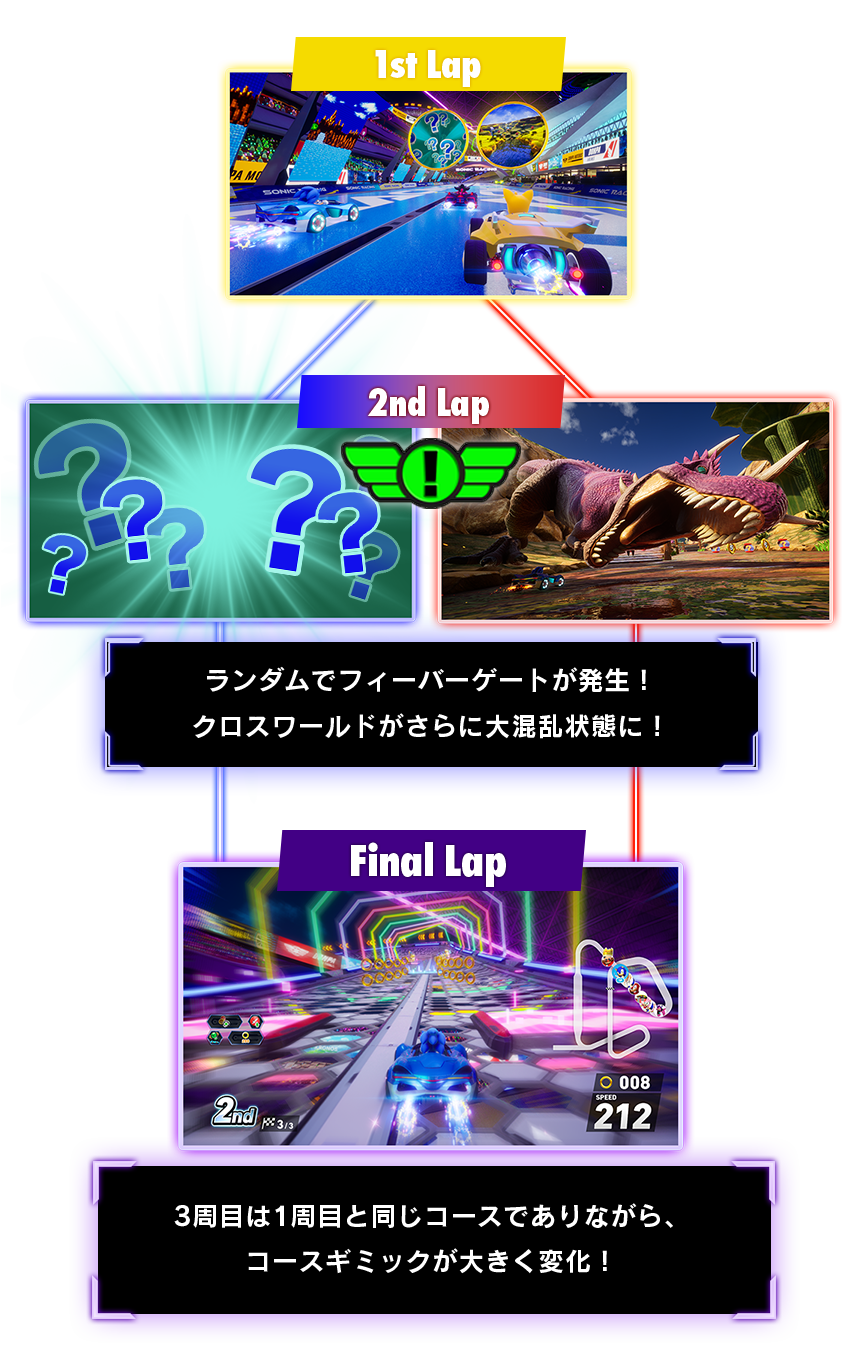 1st Lap
SONIC RACING
SONIC RACING
2nd Lap
ランダムでフィーバーゲートが発生！
クロスワールドがさらに大混乱状態に！
Final Lap
008
SPEED
212
2nd
3/3
3周目は1周目と同じコースでありながら、
コースギミックが大きく変化！